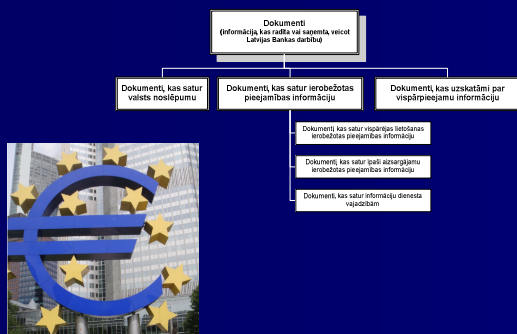 Dokumenti
(informācija, kas radīta vai saņemta, veicot
Latvijas Bankas darbību)
Dokumenti, kas satur
valsts noslēpumu
Dokumenti, kas satur ierobežotas
pieejamības informāciju
Dokumenti, kas uzskatāmi par
vispārpieejamu informāciju
Dokumenti, kas satur vispārējas lietošanas
ierobežotas pieejamības informāciju
Dokumenti, kas satur īpaši aizsargājamu
ierobežotas pieejamības informāciju
Dokumenti, kas satur informāciju dienesta
vajadzībām